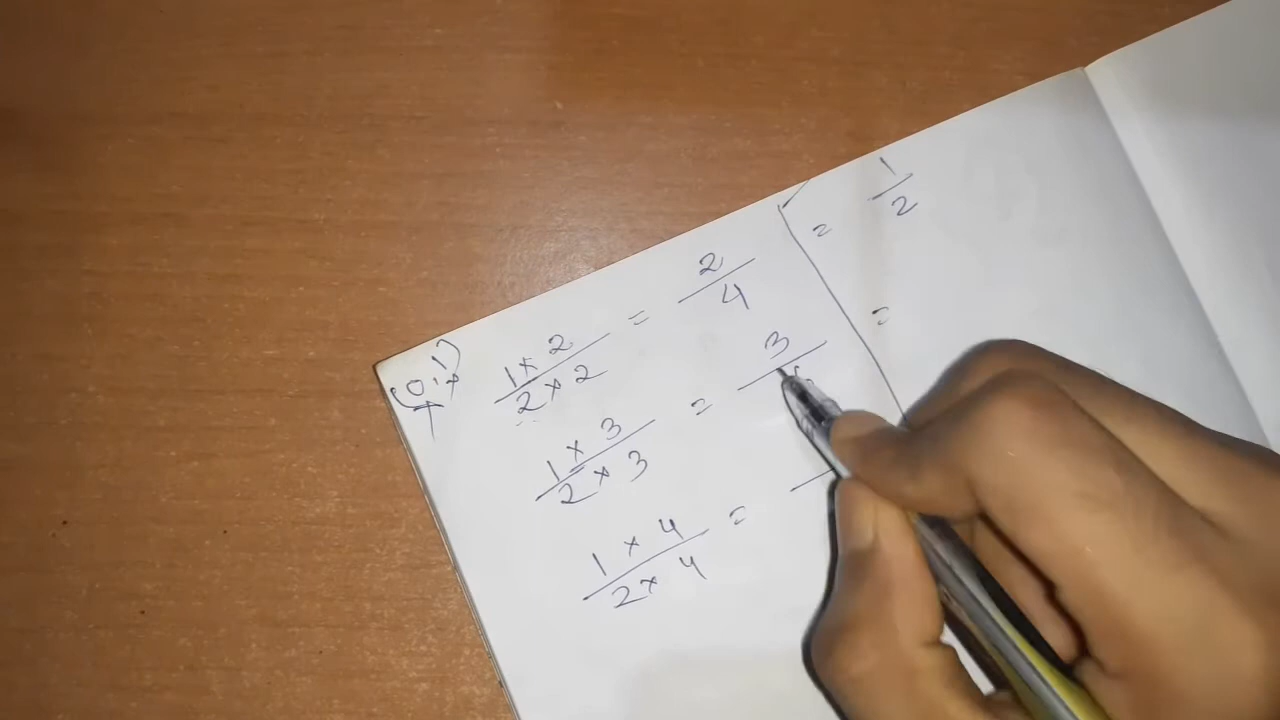 Q.1)
1 × 2 / 2 × 2 = 2 / 4 = 1 / 2
1 × 3 / 2 × 3 = 3 / =
1 × 4 / 2 × 4 =